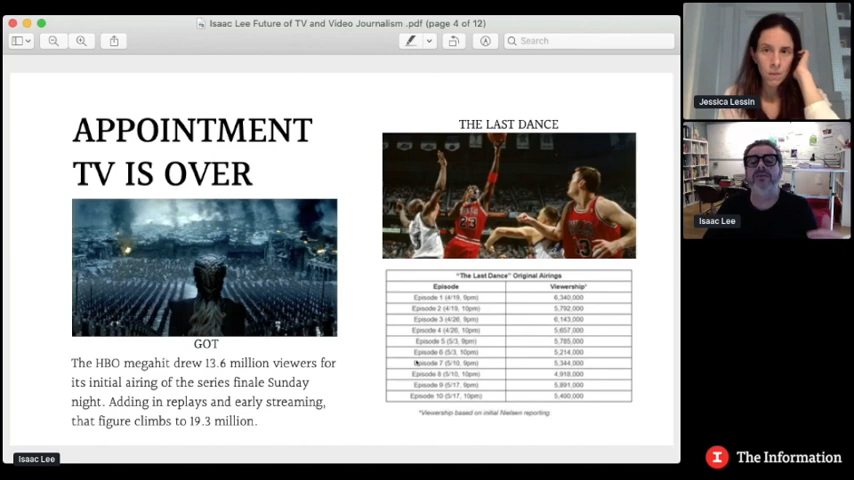 Isaac Lee Future of TV and Video Journalism .pdf (page 4 of 12)
Search
APPOINTMENT
TV IS OVER
GOT
The HBO megahit drew 13.6 million viewers for
its initial airing of the series finale Sunday
night. Adding in replays and early streaming,
that figure climbs to 19.3 million.
THE LAST DANCE
23
"The Last Dance" Original Airings
Episode Viewership*
Episode 1 (4/19, 9pm) 6,340,000
Episode 2 (4/19, 10pm) 5,792,000
Episode 3 (4/26, 9pm) 6,143,000
Episode 4 (4/26, 10pm) 5,657,000
Episode 5 (5/3, 9pm) 5,785,000
Episode 6 (5/3, 10pm) 5,214,000
Episode 7 (5/10, 9pm) 5,344,000
Episode 8 (5/10, 10pm) 4,918,000
Episode 9 (5/17, 9pm) 5,891,000
Episode 10 (5/17, 10pm) 5,400,000
*Viewership based on initial Nielsen reporting
Jessica Lessin
Isaac Lee
Isaac Lee
I The Information